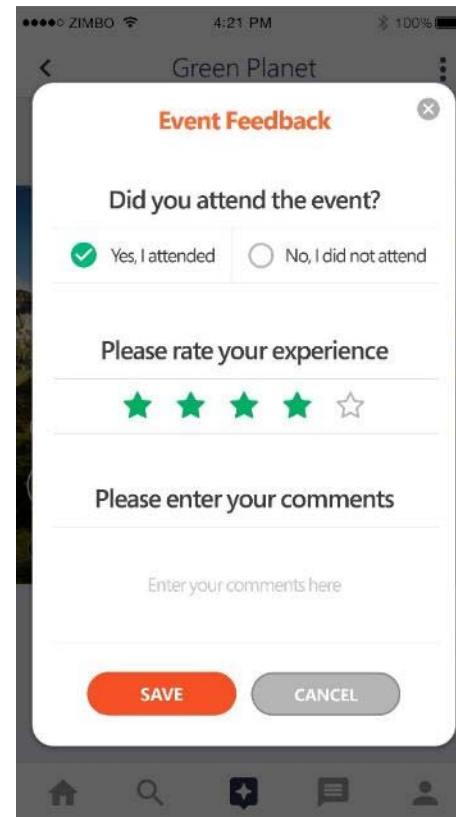 ZIMBO 4:21 PM 100%
Green Planet
Event Feedback
Did you attend the event?
Yes, I attended No, I did not attend
Please rate your experience
Please enter your comments
Enter your comments here
SAVE CANCEL